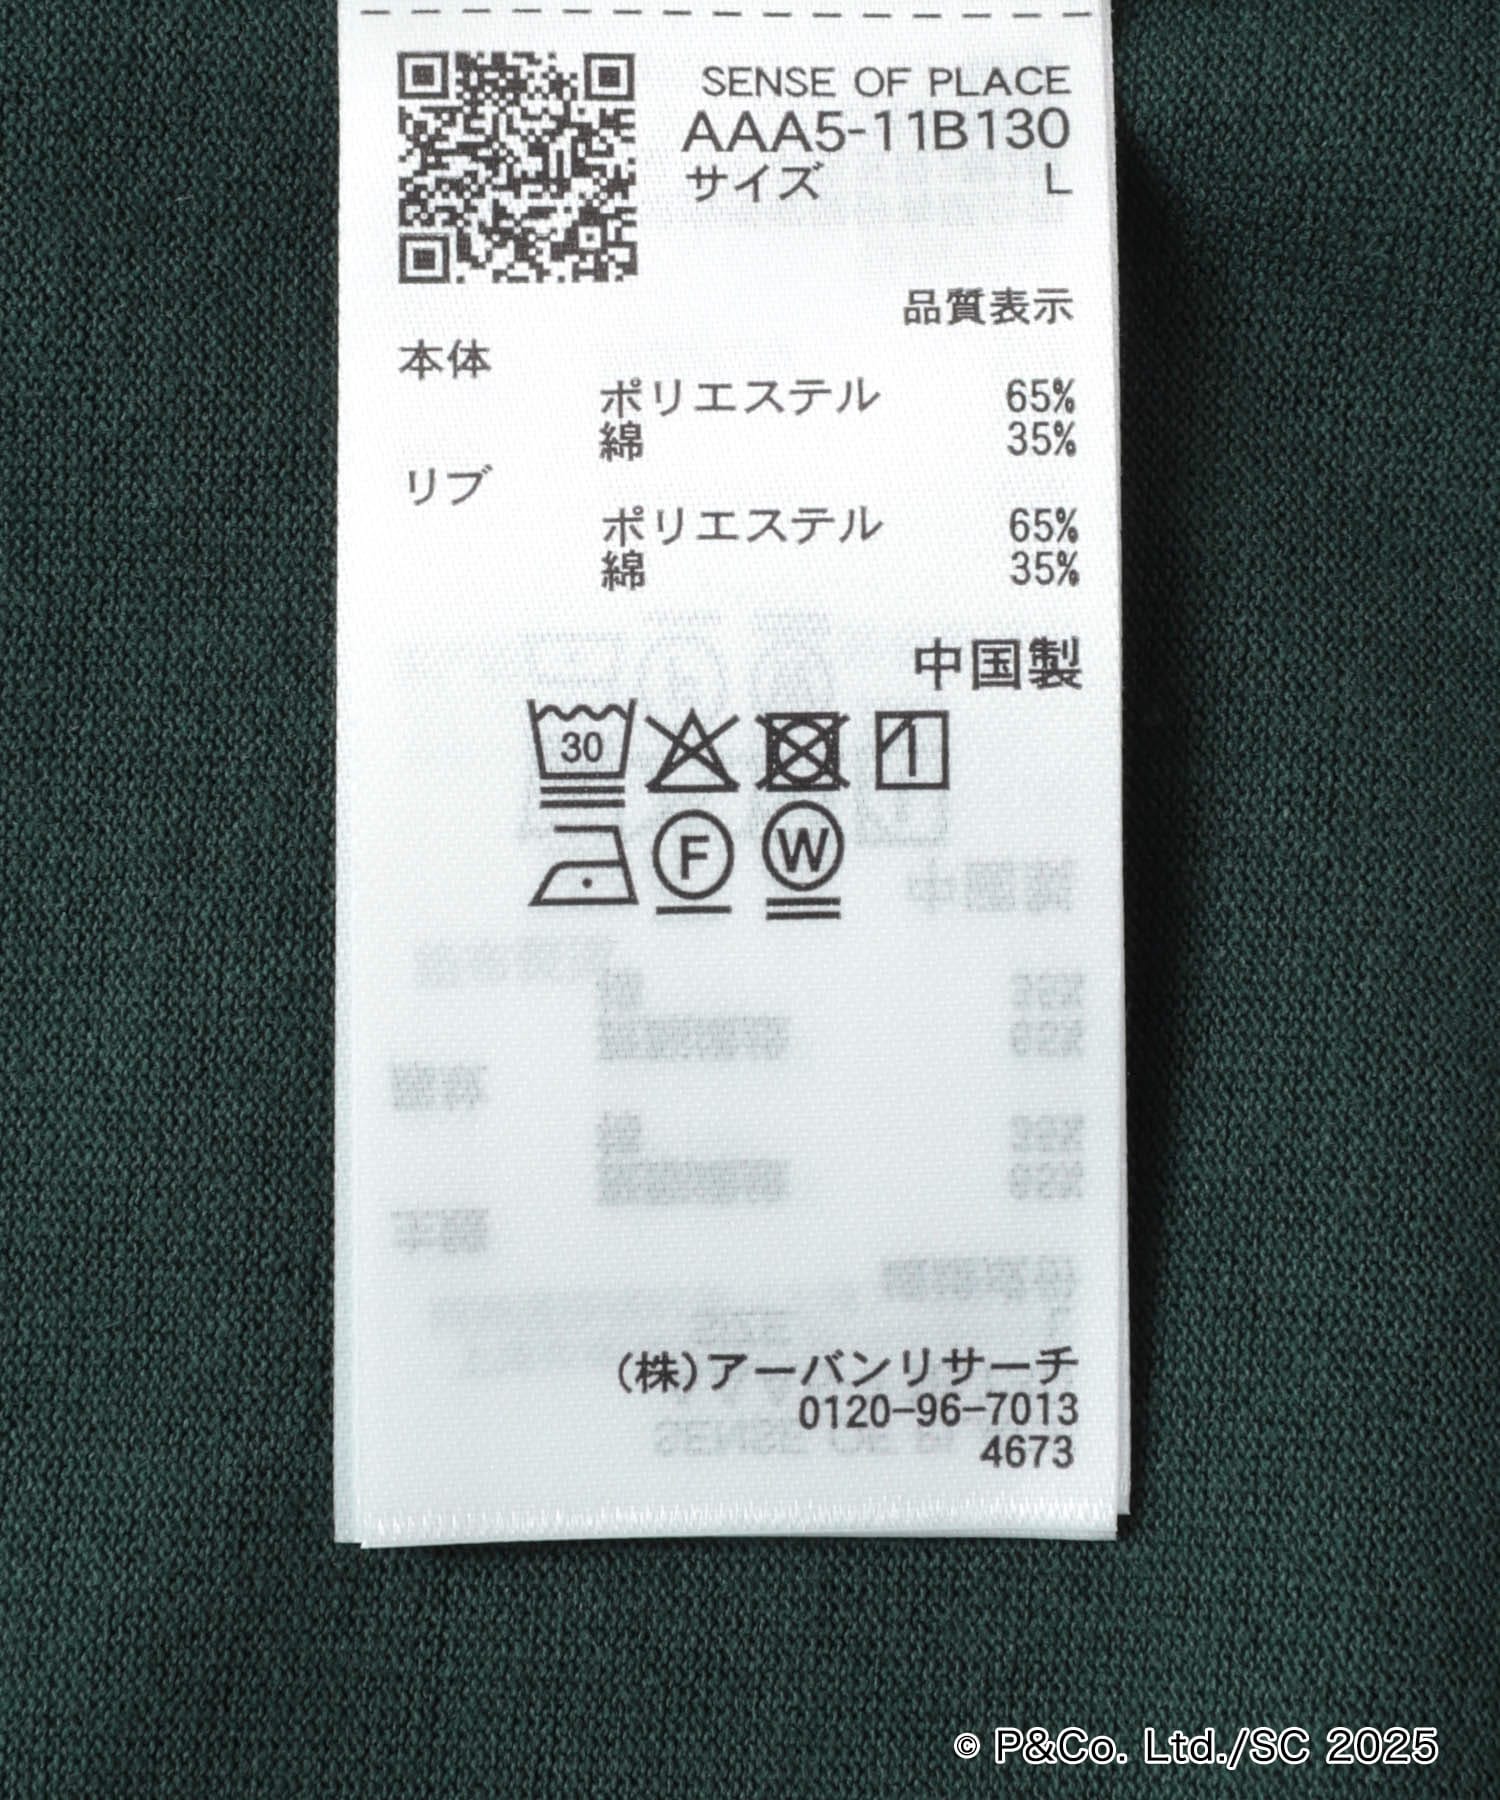 SENSE OF PLACE
AAA5-11B130
サイズ L
品質表示
本体
ポリエステル 65%
綿 35%
リブ
ポリエステル 65%
綿 35%
中国製
30
F W
(株)アーバンリサーチ
0120-96-7013
4673
© P&Co. Ltd./SC 2025